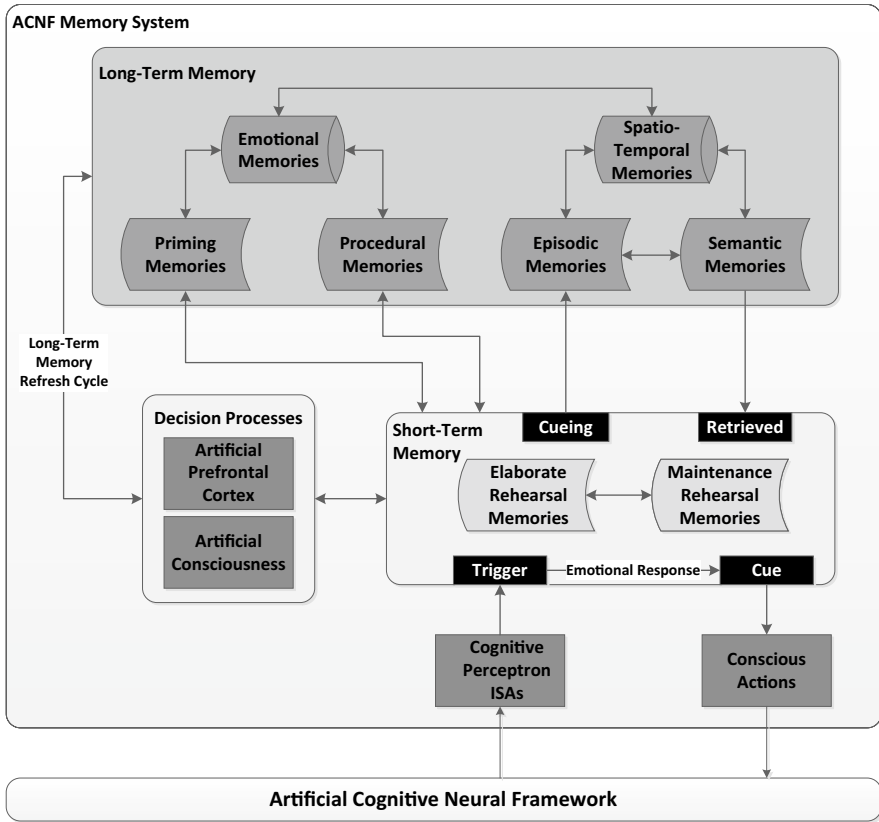 ACNF Memory System
Long-Term Memory
Emotional
Memories
Spatio-
Temporal
Memories
Priming
Memories
Procedural
Memories
Episodic
Memories
Semantic
Memories
Long-Term
Memory
Refresh Cycle
Decision Processes
Artificial
Prefrontal
Cortex
Artificial
Consciousness
Short-Term
Memory
Cueing
Retrieved
Elaborate
Rehearsal
Memories
Maintenance
Rehearsal
Memories
Trigger
Emotional Response
Cue
Cognitive
Perceptron
ISAs
Conscious
Actions
Artificial Cognitive Neural Framework